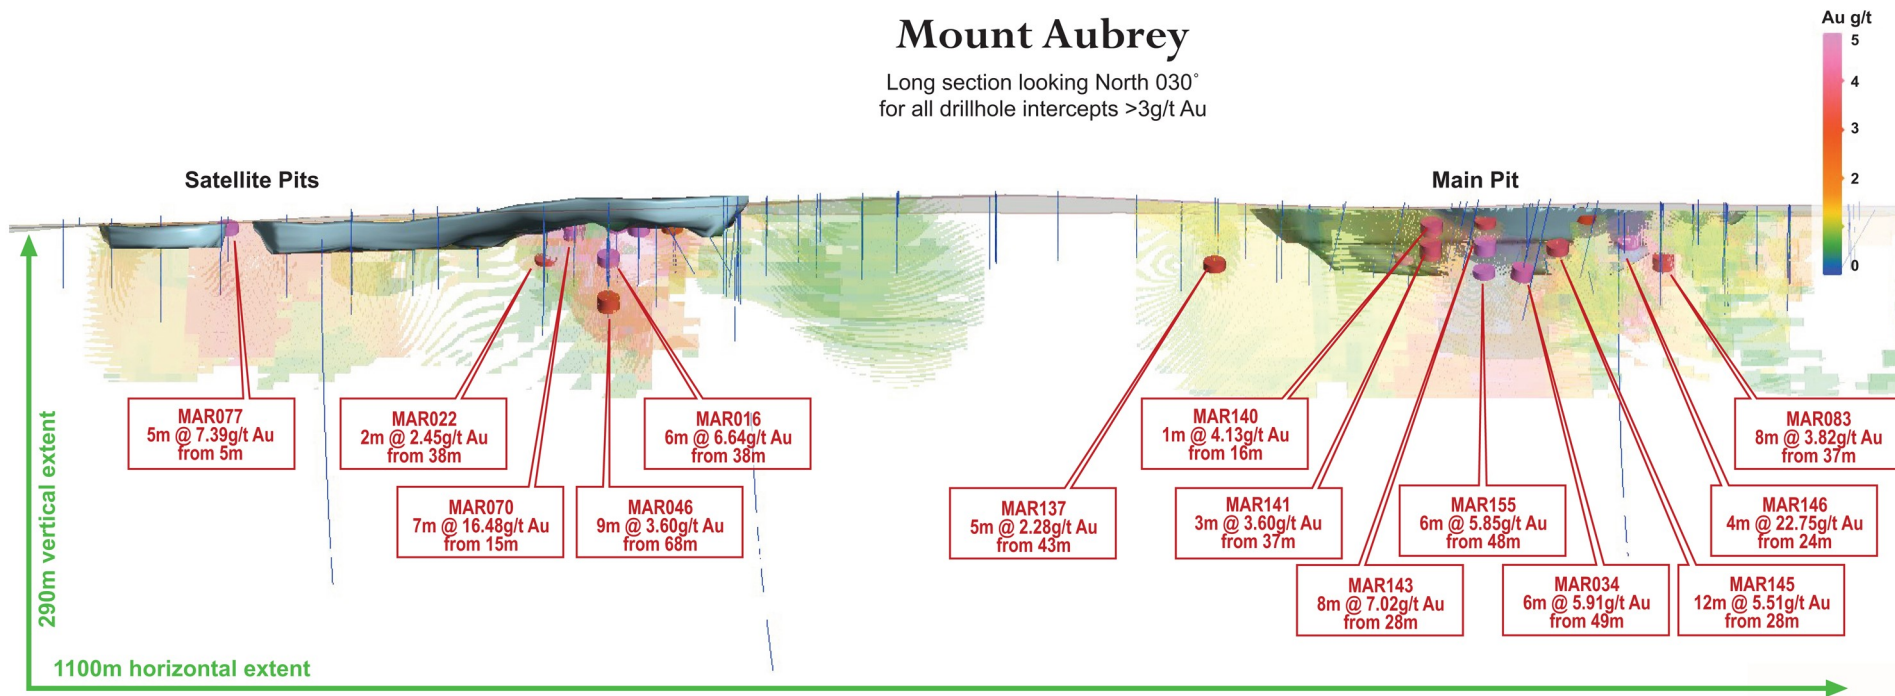 Mount Aubrey
Long section looking North 030°
for all drillhole intercepts >3g/t Au
Au g/t
5
4
3
2
1
0
Satellite Pits
Main Pit
MAR077
5m @ 7.39g/t Au
from 5m
MAR022
2m @ 2.45g/t Au
from 38m
MAR016
6m @ 6.64g/t Au
from 38m
MAR070
7m @ 16.48g/t Au
from 15m
MAR046
9m @ 3.60g/t Au
from 68m
MAR137
5m @ 2.28g/t Au
from 43m
MAR140
1m @ 4.13g/t Au
from 16m
MAR141
3m @ 3.60g/t Au
from 37m
MAR143
8m @ 7.02g/t Au
from 28m
MAR155
6m @ 5.85g/t Au
from 48m
MAR034
6m @ 5.91g/t Au
from 49m
MAR145
12m @ 5.51g/t Au
from 28m
MAR146
4m @ 22.75g/t Au
from 24m
MAR083
8m @ 3.82g/t Au
from 37m
290m vertical extent
1100m horizontal extent